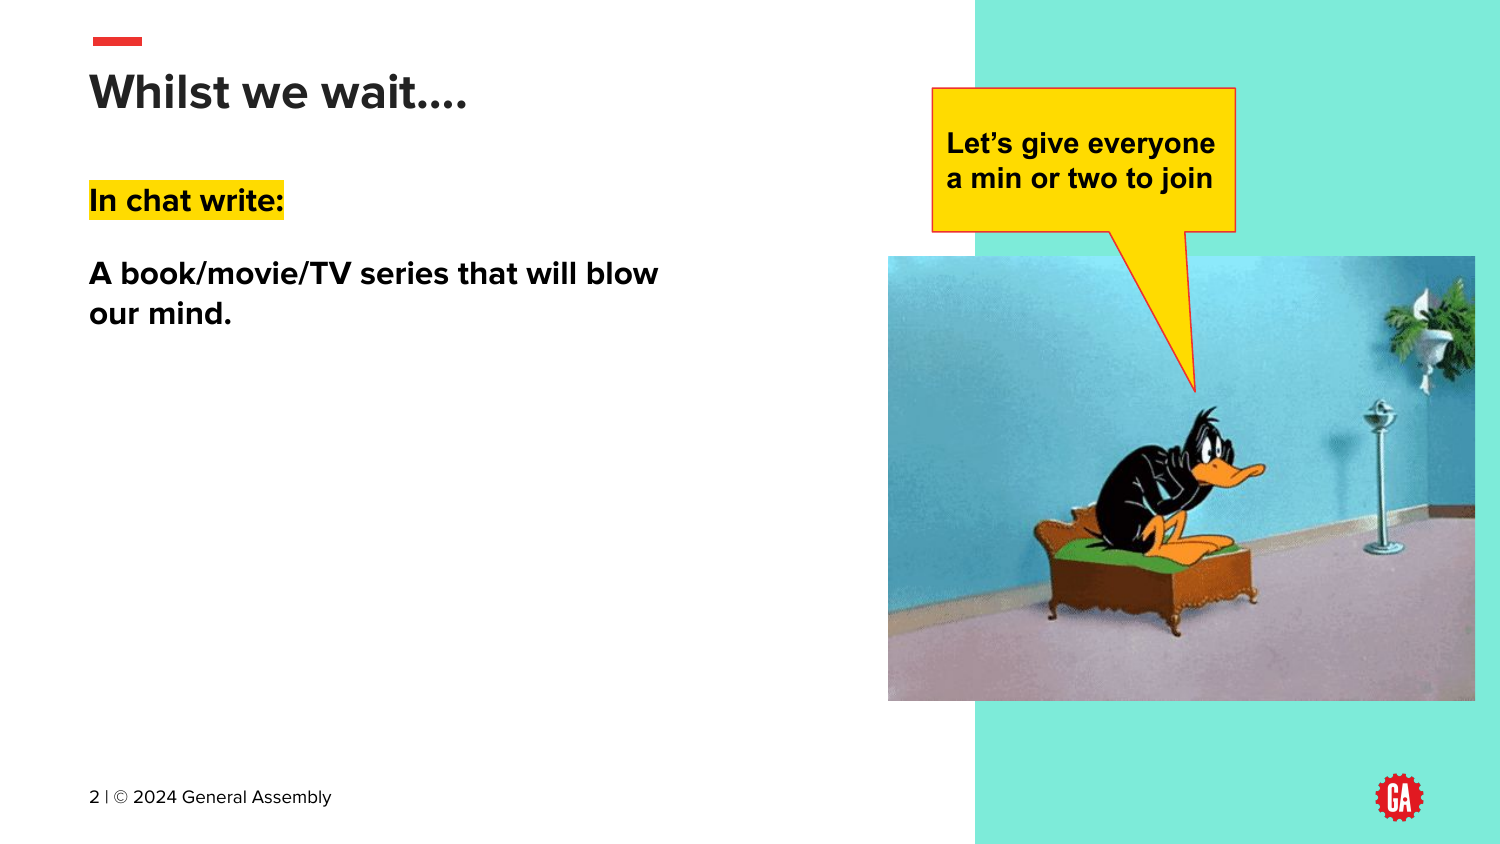 Whilst we wait....
In chat write:
A book/movie/TV series that will blow
our mind.
Let’s give everyone
a min or two to join
2 | © 2024 General Assembly
GA